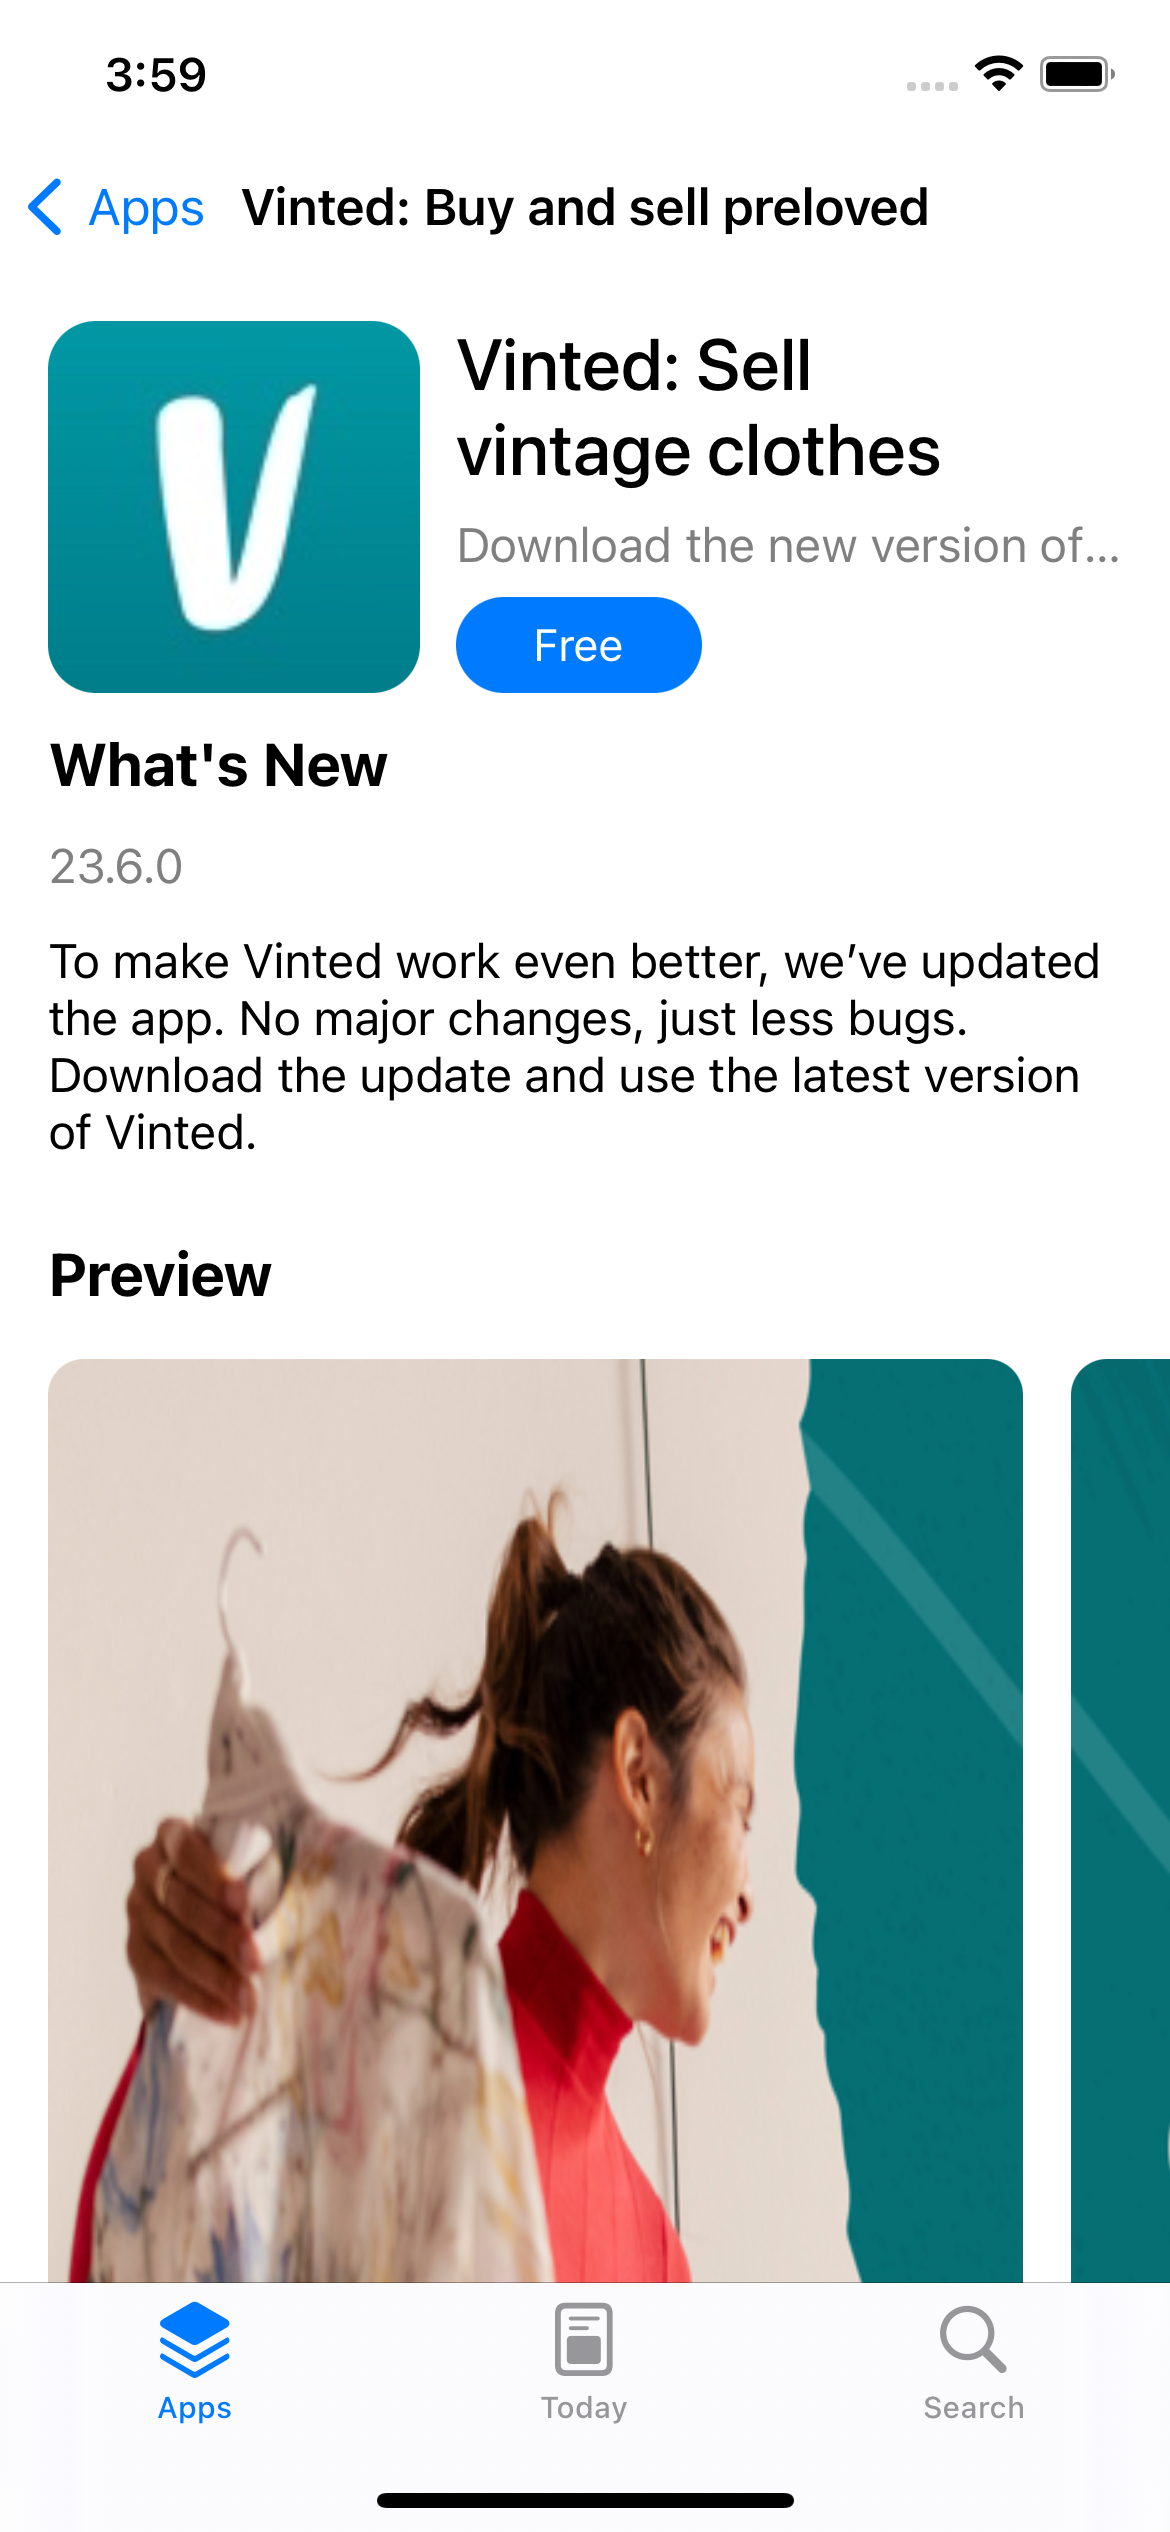 3:59
Apps Vinted: Buy and sell preloved
Vinted: Sell
vintage clothes
Download the new version of...
Free
What's New
23.6.0
To make Vinted work even better, we’ve updated
the app. No major changes, just less bugs.
Download the update and use the latest version
of Vinted.
Preview
Apps Today Search